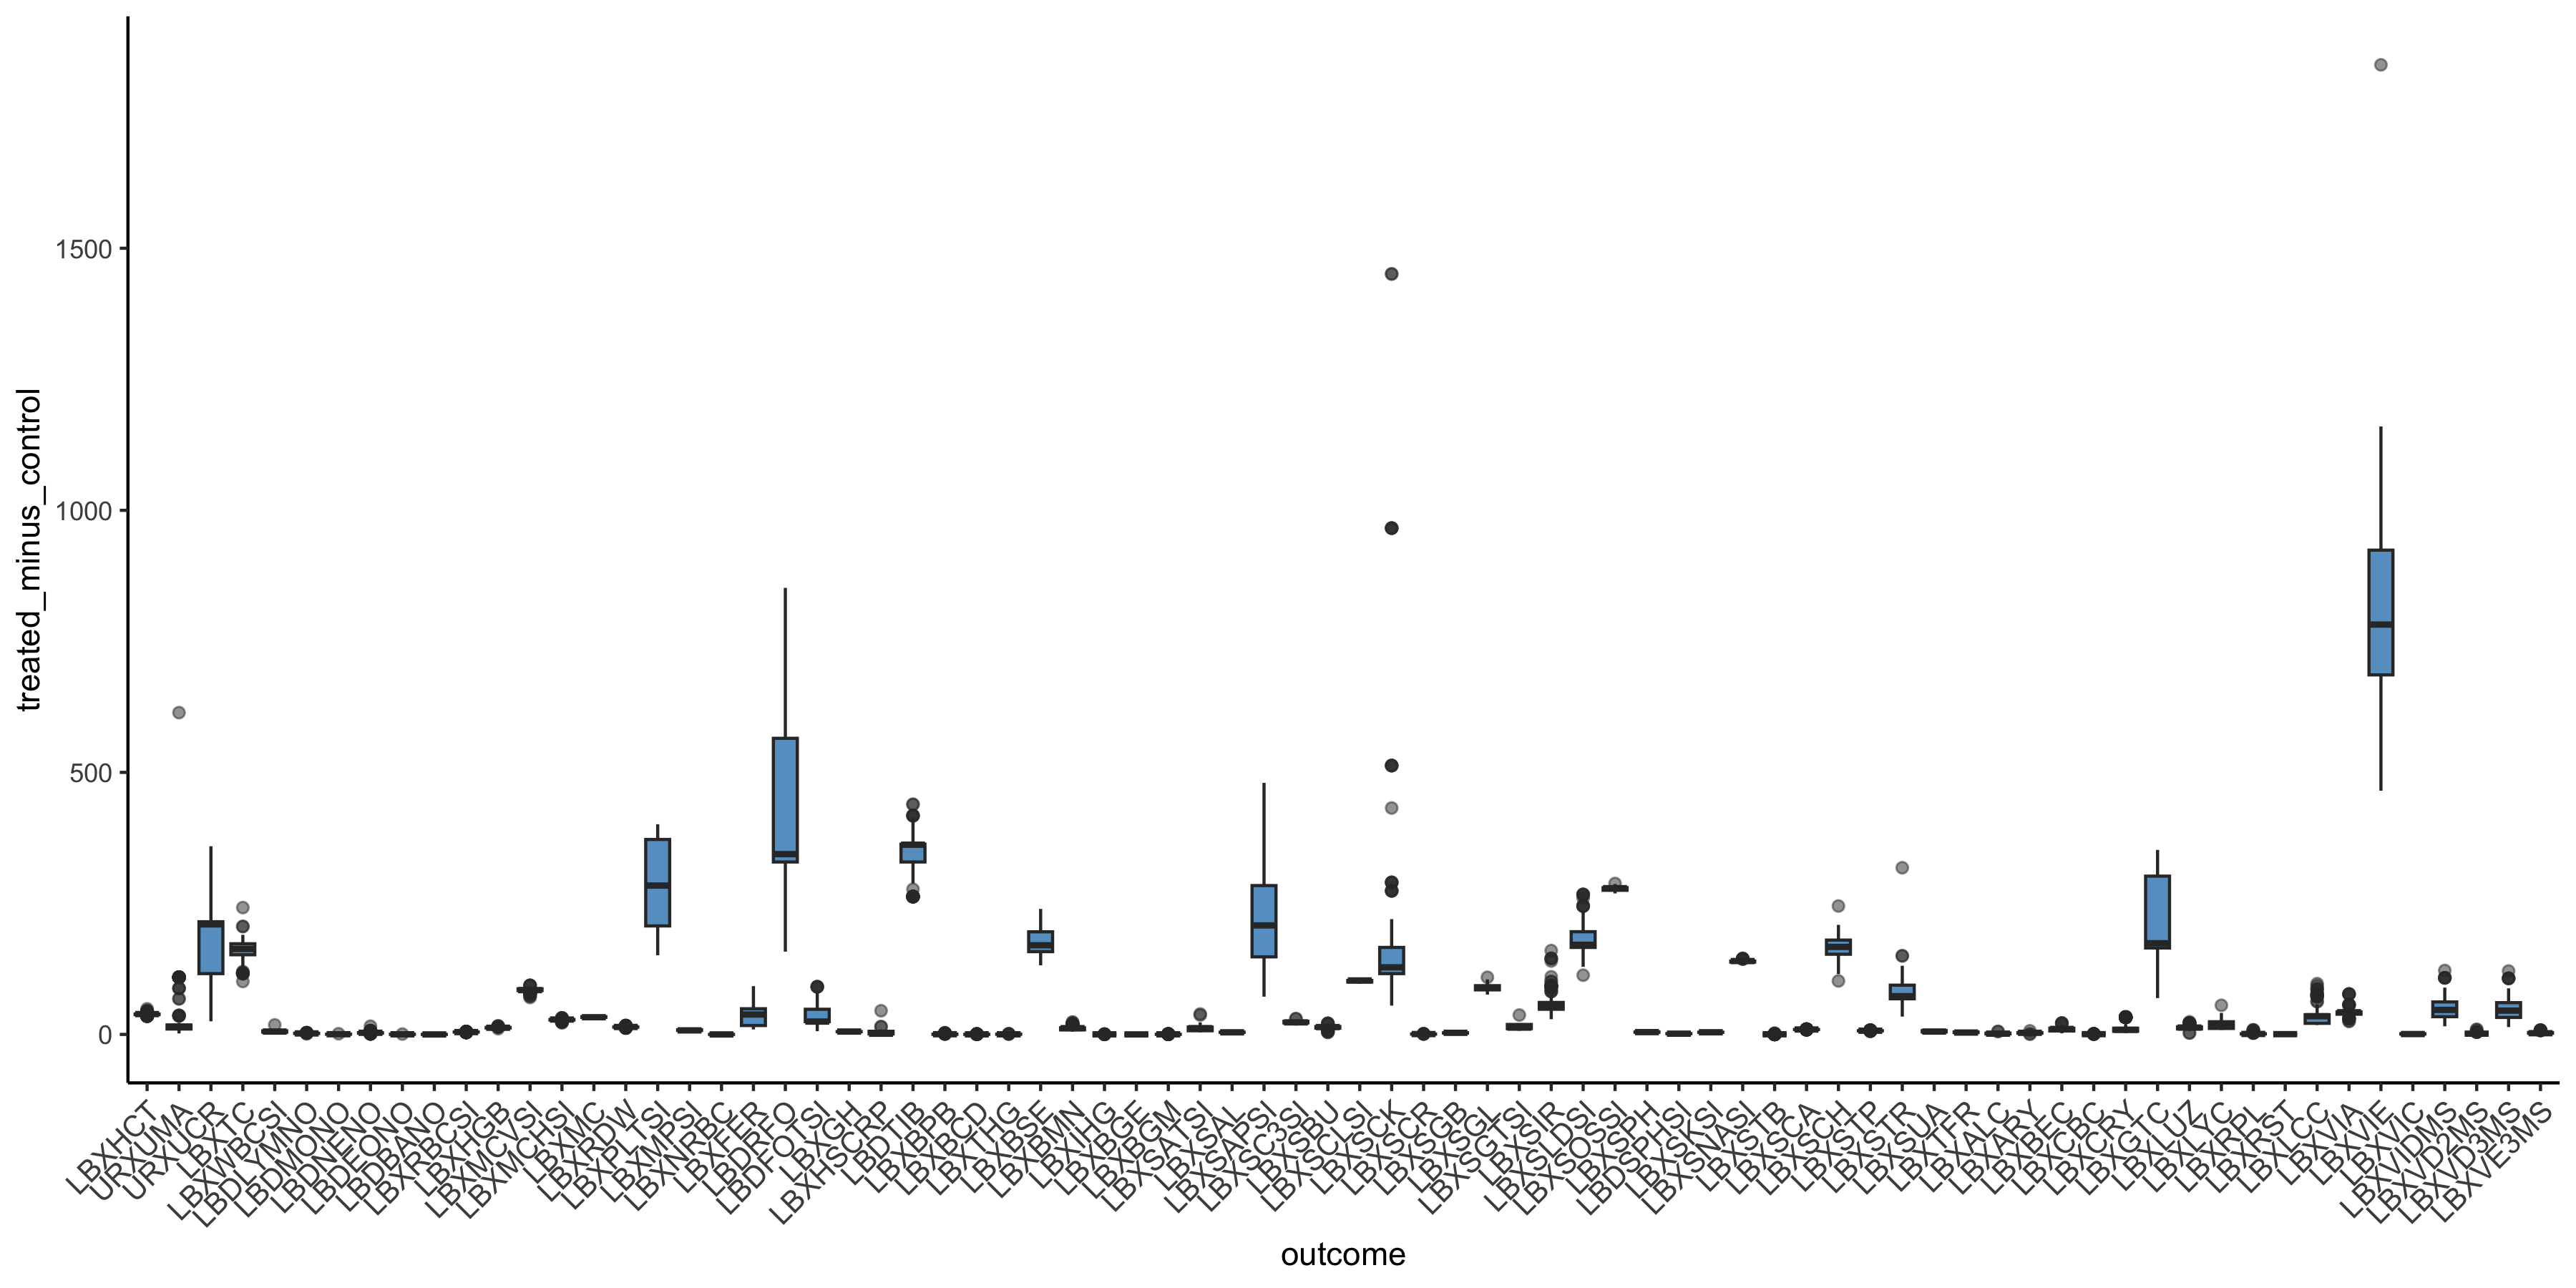 treated_minus_control
1500
1000
500
0
LBXHCT
URXUMA
URXUCR
LBXTC
LBXWBCSI
LBDLYMNO
LBDMONO
LBDNENO
LBDEONO
LBDBANO
LBXRBCSI
LBXHGB
LBXMCVSI
LBXMCHSI
LBXMC
LBXRDW
LBXPLTSI
LBXMPSI
LBXNRBC
LBXFER
LBDRFO
LBDFOTSI
LBXGH
LBXHSCRP
LBDTIB
LBXBPB
LBXBCD
LBXTHG
LBXBSE
LBXBMN
LBXIHG
LBXBGE
LBXBGM
LBXSATSI
LBXSAL
LBXSAPSI
LBXSC3SI
LBXSBU
LBXSCLSI
LBXSCK
LBXSCR
LBXSGB
LBXSGL
LBXSGTSI
LBXSIR
LBXSLDSI
LBXSOSSI
LBXSPH
LBDSPHSI
LBXSKSI
LBXSNASI
LBXSTB
LBXSCA
LBXSCH
LBXSTP
LBXSTR
LBXSUA
LBXTFR
LBXALC
LBXARY
LBXBEC
LBXCBC
LBXCRY
LBXGTC
LBXLUZ
LBXLYC
LBXRPL
LBXRST
LBXLCC
LBXVIA
LBXVIE
LBXVIC
LBXVIDMS
LBXVD2MS
LBXVD3MS
LBXVE3MS
outcome